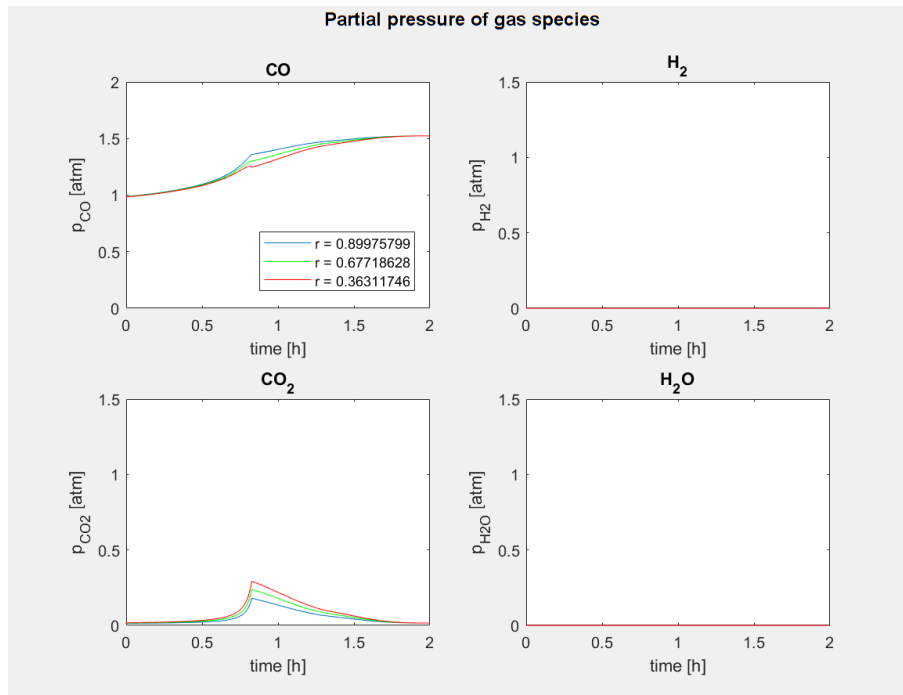 Partial pressure of gas species
CO
2
1.5
1
0.5
0
p_CO [atm]
r = 0.89975799
r = 0.67718628
r = 0.36311746
0 0.5 1 1.5 2
time [h]
H_2
1.5
1
0.5
0
p_H2 [atm]
0 0.5 1 1.5 2
time [h]
CO_2
1.5
1
0.5
0
p_CO2 [atm]
0 0.5 1 1.5 2
time [h]
H_2O
1.5
1
0.5
0
p_H2O [atm]
0 0.5 1 1.5 2
time [h]